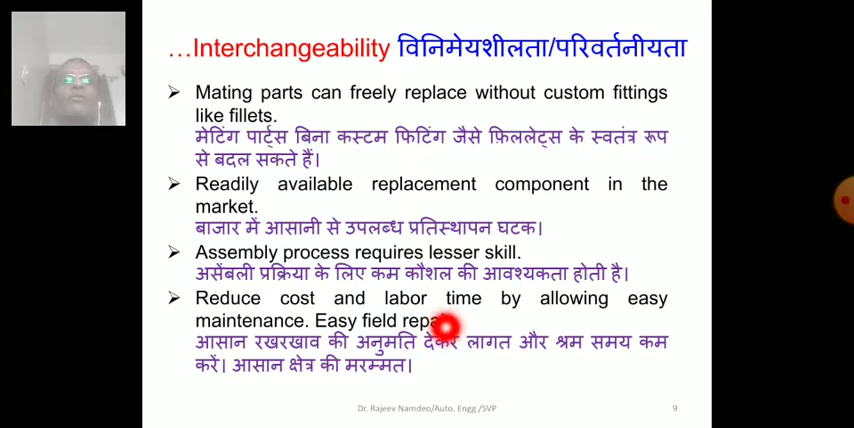 ...Interchangeability विनिमेयशीलता/परिवर्तनीयता
➤ Mating parts can freely replace without custom fittings
like fillets.
मेटिंग पार्ट्स बिना कस्टम फिटिंग जैसे फ़िललेट्स के स्वतंत्र रूप
से बदल सकते हैं।
➤ Readily available replacement component in the
market.
बाजार में आसानी से उपलब्ध प्रतिस्थापन घटक।
➤ Assembly process requires lesser skill.
असेंबली प्रक्रिया के लिए कम कौशल की आवश्यकता होती है।
➤ Reduce cost and labor time by allowing easy
maintenance. Easy field
आसान रखरखाव की अनुमति देकर लागत और श्रम समय कम
करें। आसान क्षेत्र की मरम्मत।
Dr. Rajeev Namdeo/Auto. Engg./SVP
9